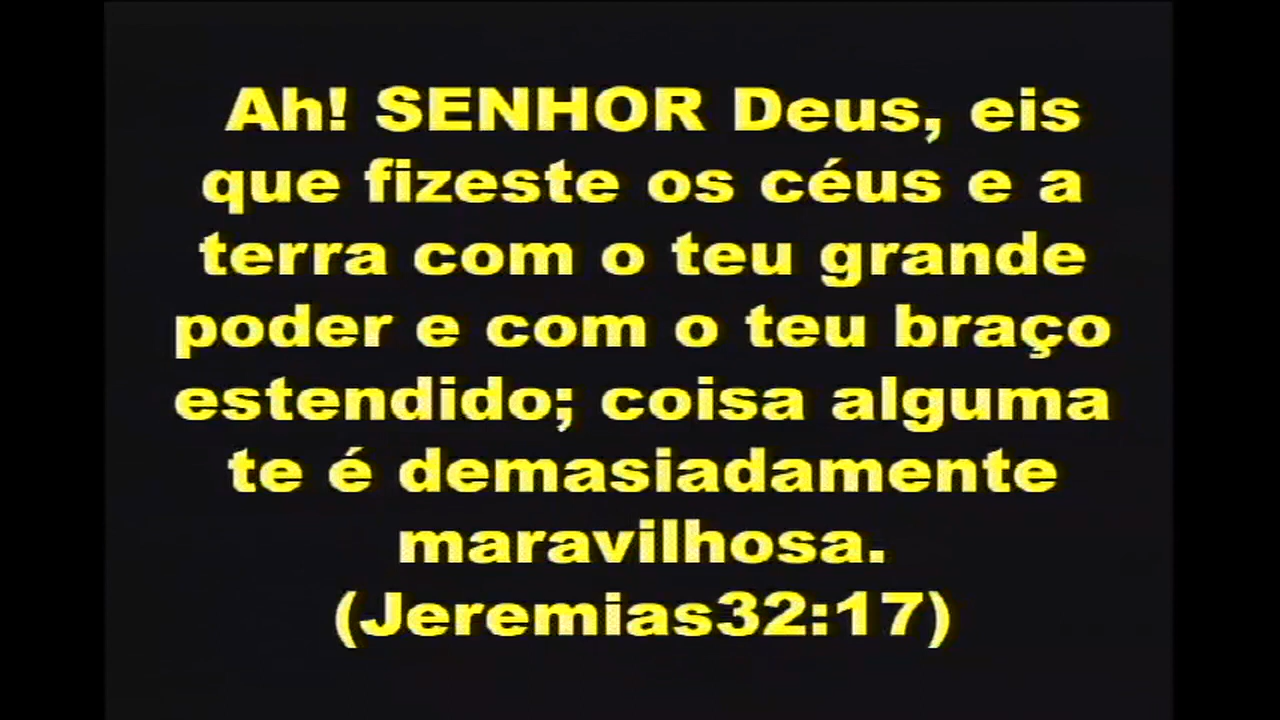 Ah! SENHOR Deus, eis
que fizeste os céus e a
terra com o teu grande
poder e com o teu braço
estendido; coisa alguma
te é demasiadamente
maravilhosa.
(Jeremias32:17)